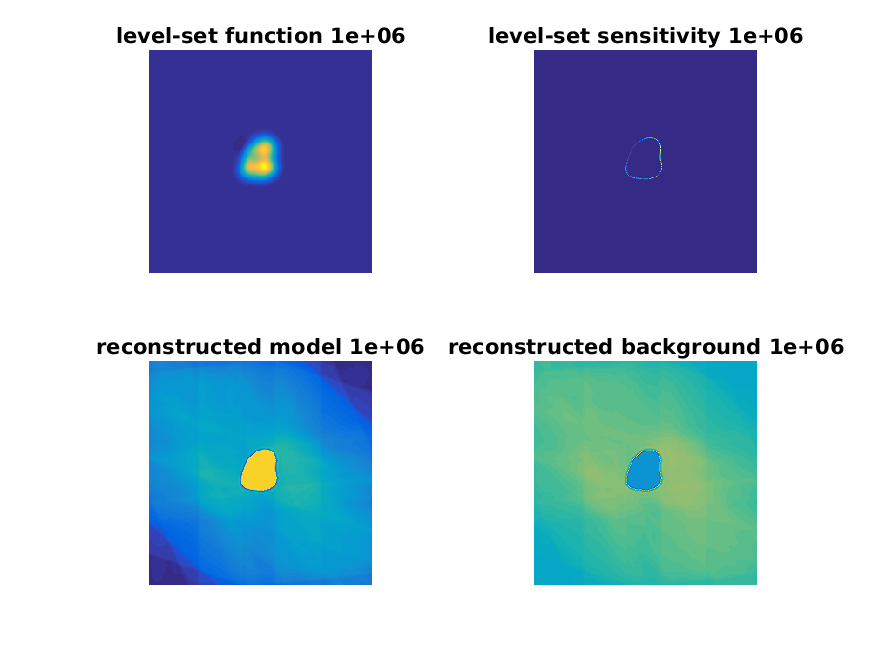 level-set function 1e+06
level-set sensitivity 1e+06
reconstructed model 1e+06
reconstructed background 1e+06